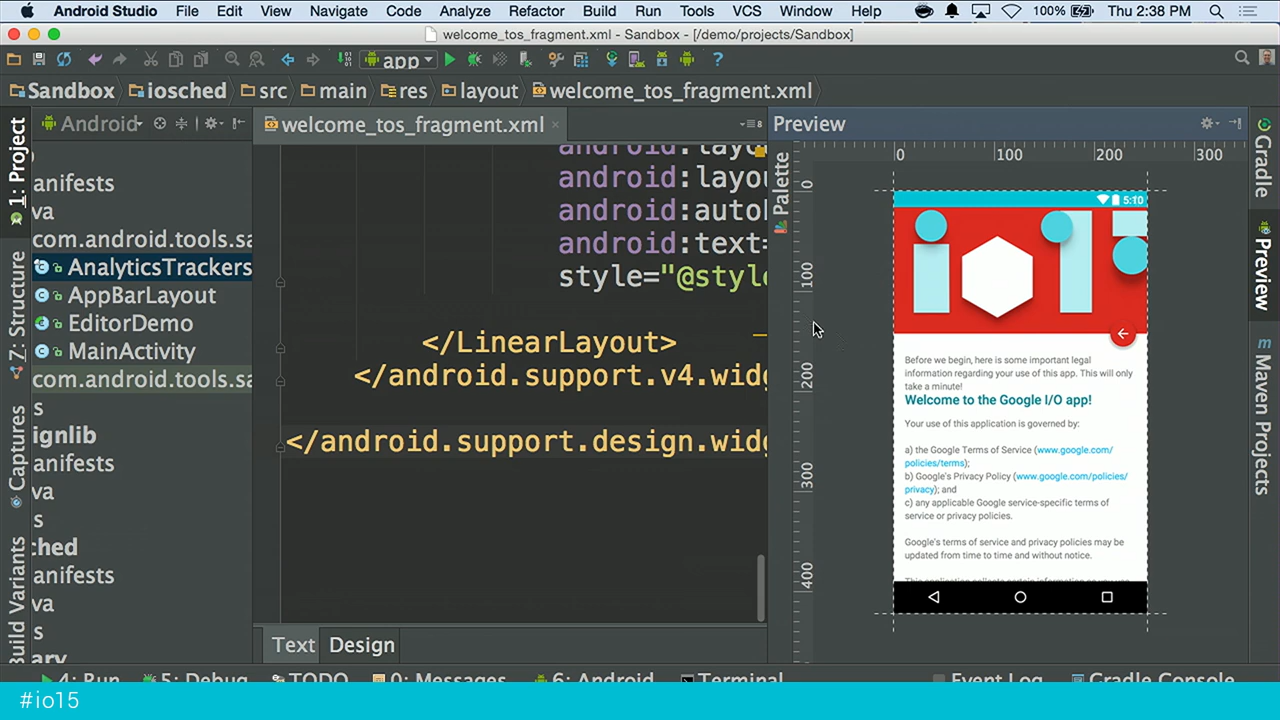 Android Studio File Edit View Navigate Code Analyze Refactor Build Run Tools VCS Window Help 100% Thu 2:38 PM
welcome_tos_fragment.xml - Sandbox - [/demo/projects/Sandbox]
app
Sandbox iosched src main res layout welcome_tos_fragment.xml
1: Project
Z: Structure
Captures
Build Variants
Android
anifests
va
com.android.tools.sa
AnalyticsTrackers
AppBarLayout
EditorDemo
MainActivity
com.android.tools.sa
s
ignlib
anifests
va
s
sched
anifests
va
s
ary
welcome_tos_fragment.xml
android:layo
android:layou
android:autoL
android:text=
style="@style
</LinearLayout>
</android.support.v4.widg
</android.support.design.widg
Text Design
Preview
Palette
0 100 200 300
0
100
200
300
400
5:10
Before we begin, here is some important legal
information regarding your use of this app. This will only
take a minute!
Welcome to the Google I/O app!
Your use of this application is governed by:
a) the Google Terms of Service (www.google.com/
policies/terms);
b) Google's Privacy Policy (www.google.com/policies/
privacy); and
c) any applicable Google service-specific terms of
service or privacy policies.
Google's terms of service and privacy policies may be
updated from time to time and without notice.
Gradle
Preview
Maven Projects
4: Run 5: Debug TODO 0: Messages 6: Android Terminal Event Log Gradle Console
#io15